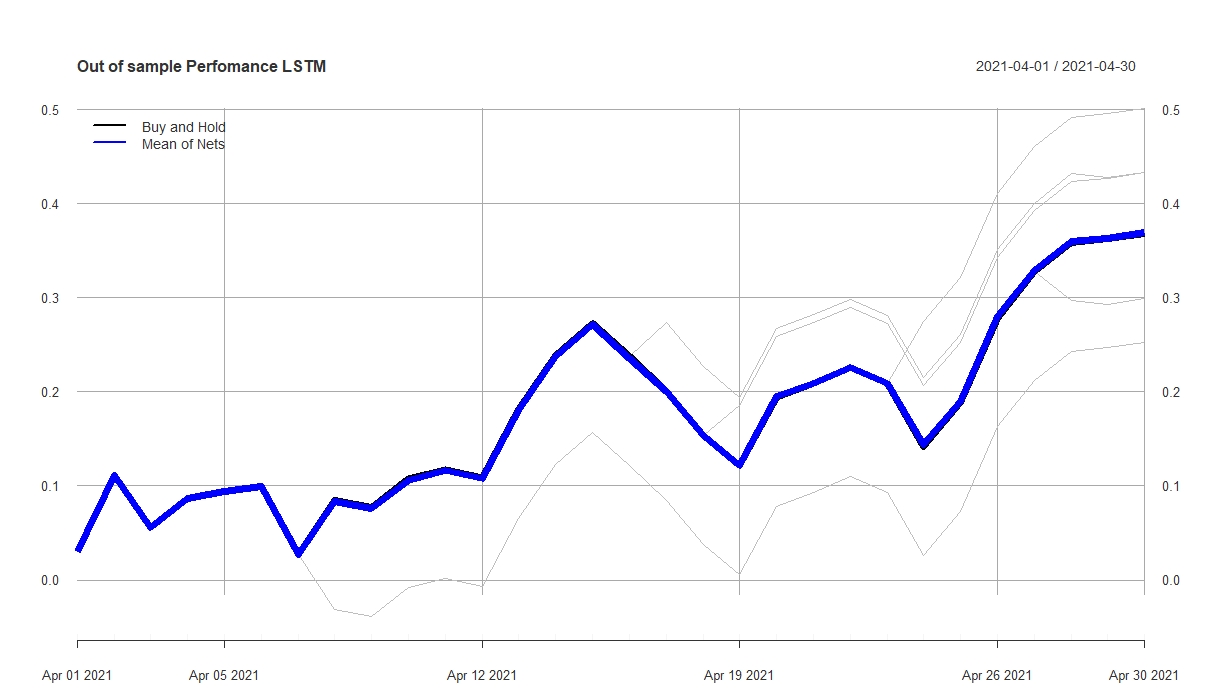 Out of sample Perfomance LSTM
2021-04-01 / 2021-04-30
0.5
0.5
Buy and Hold
Mean of Nets
0.4
0.4
0.3
0.3
0.2
0.2
0.1
0.1
0.0
0.0
Apr 01 2021
Apr 05 2021
Apr 12 2021
Apr 19 2021
Apr 26 2021
Apr 30 2021